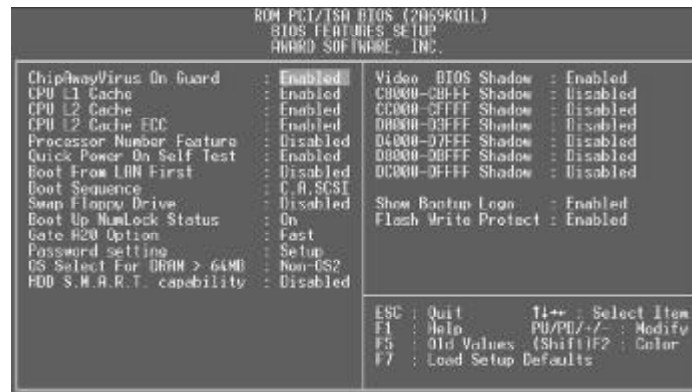 ROM PCI/ISA BIOS (2A69K01L)
BIOS FEATURES SETUP
AWARD SOFTWARE, INC.
ChipAwayVirus On Guard : Enabled
CPU L1 Cache : Enabled
CPU L2 Cache : Enabled
CPU L2 Cache ECC : Enabled
Processor Number Feature : Disabled
Quick Power On Self Test : Enabled
Boot From LAN First : Disabled
Boot Sequence : C,A,SCSI
Swap Floppy Drive : Disabled
Boot Up NumLock Status : On
Gate A20 Option : Fast
Password setting : Setup
OS Select For DRAM > 64MB : Non-OS2
HDD S.M.A.R.T. capability : Disabled
Video BIOS Shadow : Enabled
C8000-CBFFF Shadow : Disabled
CC000-CFFFF Shadow : Disabled
D0000-D3FFF Shadow : Disabled
D4000-D7FFF Shadow : Disabled
D8000-DBFFF Shadow : Disabled
DC000-DFFFF Shadow : Disabled
Show Bootup Logo : Enabled
Flash Write Protect : Enabled
ESC : Quit ↑↓→← : Select Item
F1 : Help PU/PD/+/- : Modify
F5 : Old Values (Shift)F2 : Color
F7 : Load Setup Defaults